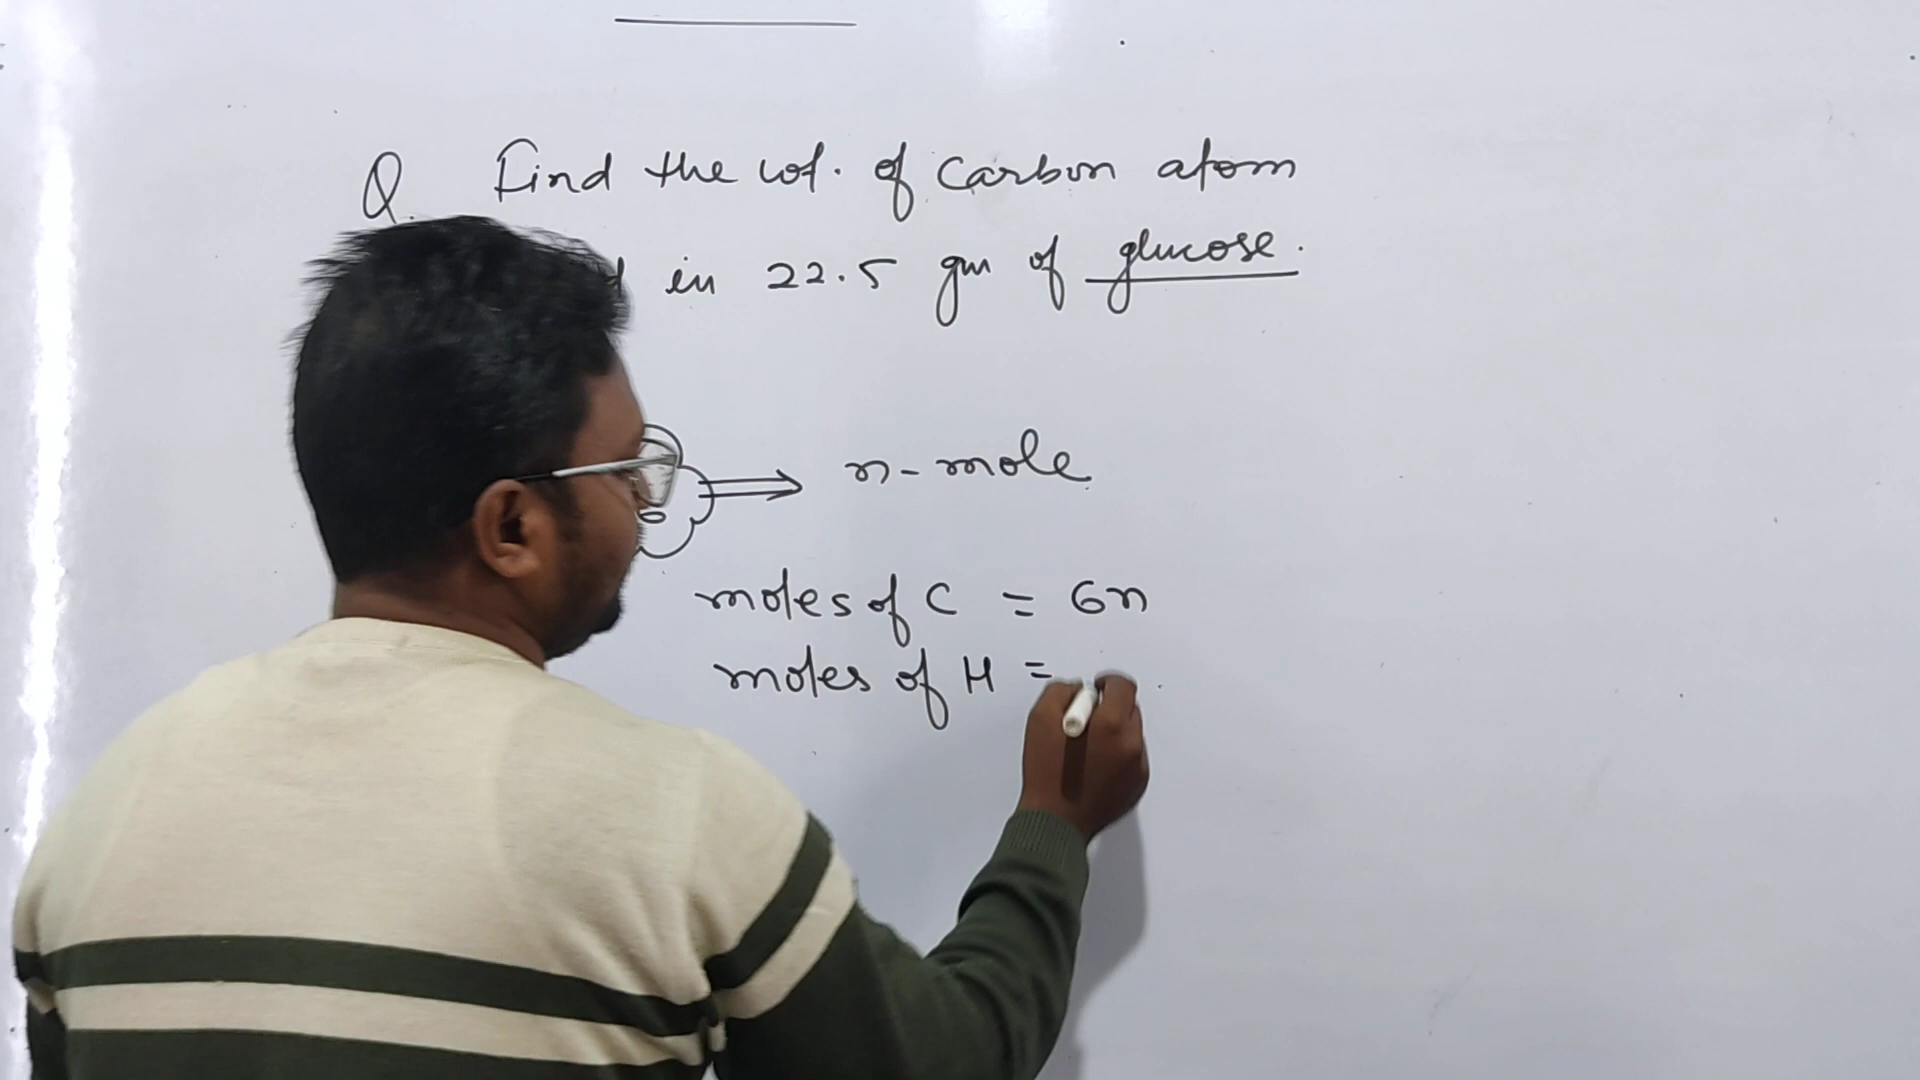 Q. Find the wt. of Carbon atom
in 22.5 gm of glucose.
n-mole
moles of C = 6n
moles of H =